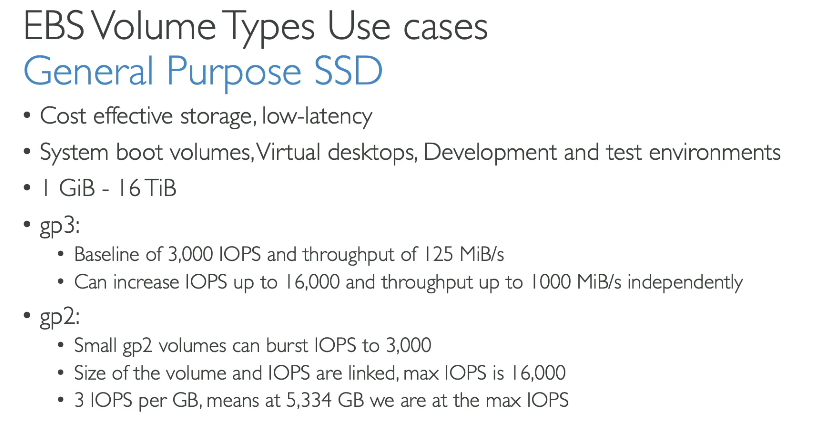 EBS Volume Types Use cases
General Purpose SSD
• Cost effective storage, low-latency
• System boot volumes, Virtual desktops, Development and test environments
• 1 GiB - 16 TiB
• gp3:
• Baseline of 3,000 IOPS and throughput of 125 MiB/s
• Can increase IOPS up to 16,000 and throughput up to 1000 MiB/s independently
• gp2:
• Small gp2 volumes can burst IOPS to 3,000
• Size of the volume and IOPS are linked, max IOPS is 16,000
• 3 IOPS per GB, means at 5,334 GB we are at the max IOPS